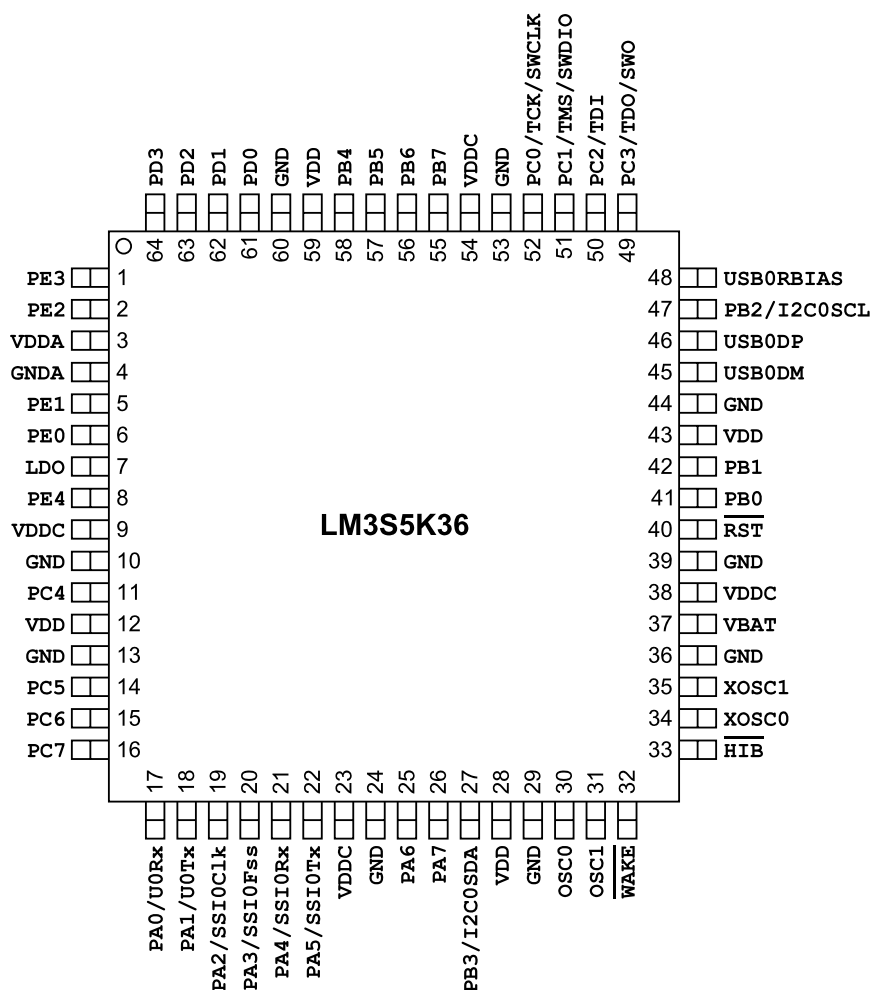 PD3
PD2
PD1
PD0
GND
VDD
PB4
PB5
PB6
PB7
VDDC
GND
PC0/TCK/SWCLK
PC1/TMS/SWDIO
PC2/TDI
PC3/TDO/SWO
64
63
62
61
60
59
58
57
56
55
54
53
52
51
50
49
PE3 1
PE2 2
VDDA 3
GNDA 4
PE1 5
PE0 6
LDO 7
PE4 8
VDDC 9
GND 10
PC4 11
VDD 12
GND 13
PC5 14
PC6 15
PC7 16
LM3S5K36
48 USB0RBIAS
47 PB2/I2C0SCL
46 USB0DP
45 USB0DM
44 GND
43 VDD
42 PB1
41 PB0
40 RST
39 GND
38 VDDC
37 VBAT
36 GND
35 XOSC1
34 XOSC0
33 HIB
17
18
19
20
21
22
23
24
25
26
27
28
29
30
31
32
PA0/U0Rx
PA1/U0Tx
PA2/SSI0Clk
PA3/SSI0Fss
PA4/SSI0Rx
PA5/SSI0Tx
VDDC
GND
PA6
PA7
PB3/I2C0SDA
VDD
GND
OSC0
OSC1
WAKE